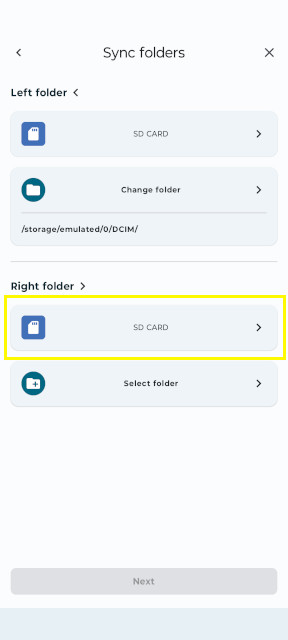 Sync folders
Left folder
SD CARD
Change folder
/storage/emulated/0/DCIM/
Right folder
SD CARD
Select folder
Next